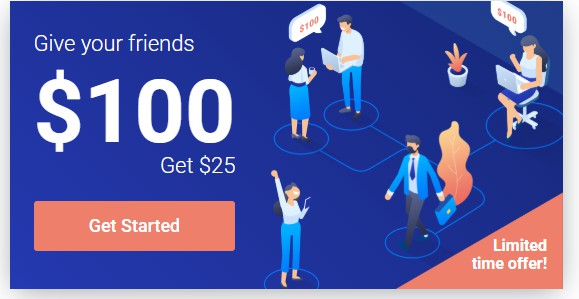 Give your friends
$100
Get $25
Get Started
$100
$100
Limited
time offer!